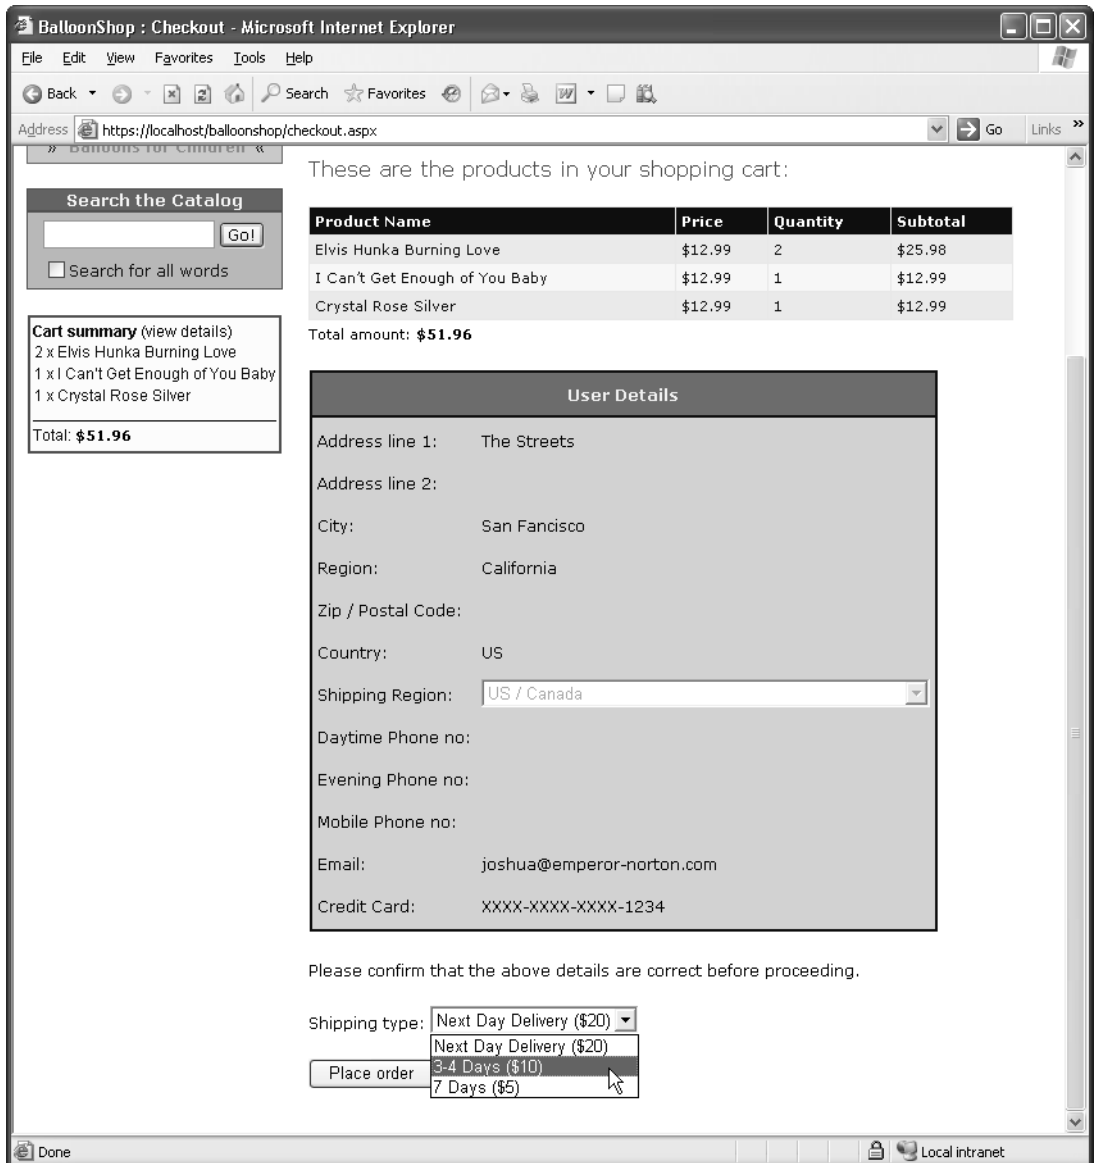 BalloonShop : Checkout - Microsoft Internet Explorer
File Edit View Favorites Tools Help
Back Search Favorites
Address https://localhost/balloonshop/checkout.aspx Go Links »
» Balloons for Children «
These are the products in your shopping cart:
Search the Catalog
Go!
Search for all words
Product Name Price Quantity Subtotal
Elvis Hunka Burning Love $12.99 2 $25.98
I Can't Get Enough of You Baby $12.99 1 $12.99
Crystal Rose Silver $12.99 1 $12.99
Total amount: $51.96
Cart summary (view details)
2 x Elvis Hunka Burning Love
1 x I Can't Get Enough of You Baby
1 x Crystal Rose Silver
Total: $51.96
User Details
Address line 1: The Streets
Address line 2:
City: San Fancisco
Region: California
Zip / Postal Code:
Country: US
Shipping Region: US / Canada
Daytime Phone no:
Evening Phone no:
Mobile Phone no:
Email: joshua@emperor-norton.com
Credit Card: XXXX-XXXX-XXXX-1234
Please confirm that the above details are correct before proceeding.
Shipping type: Next Day Delivery ($20)
Next Day Delivery ($20)
3-4 Days ($10)
7 Days ($5)
Place order
Done Local intranet